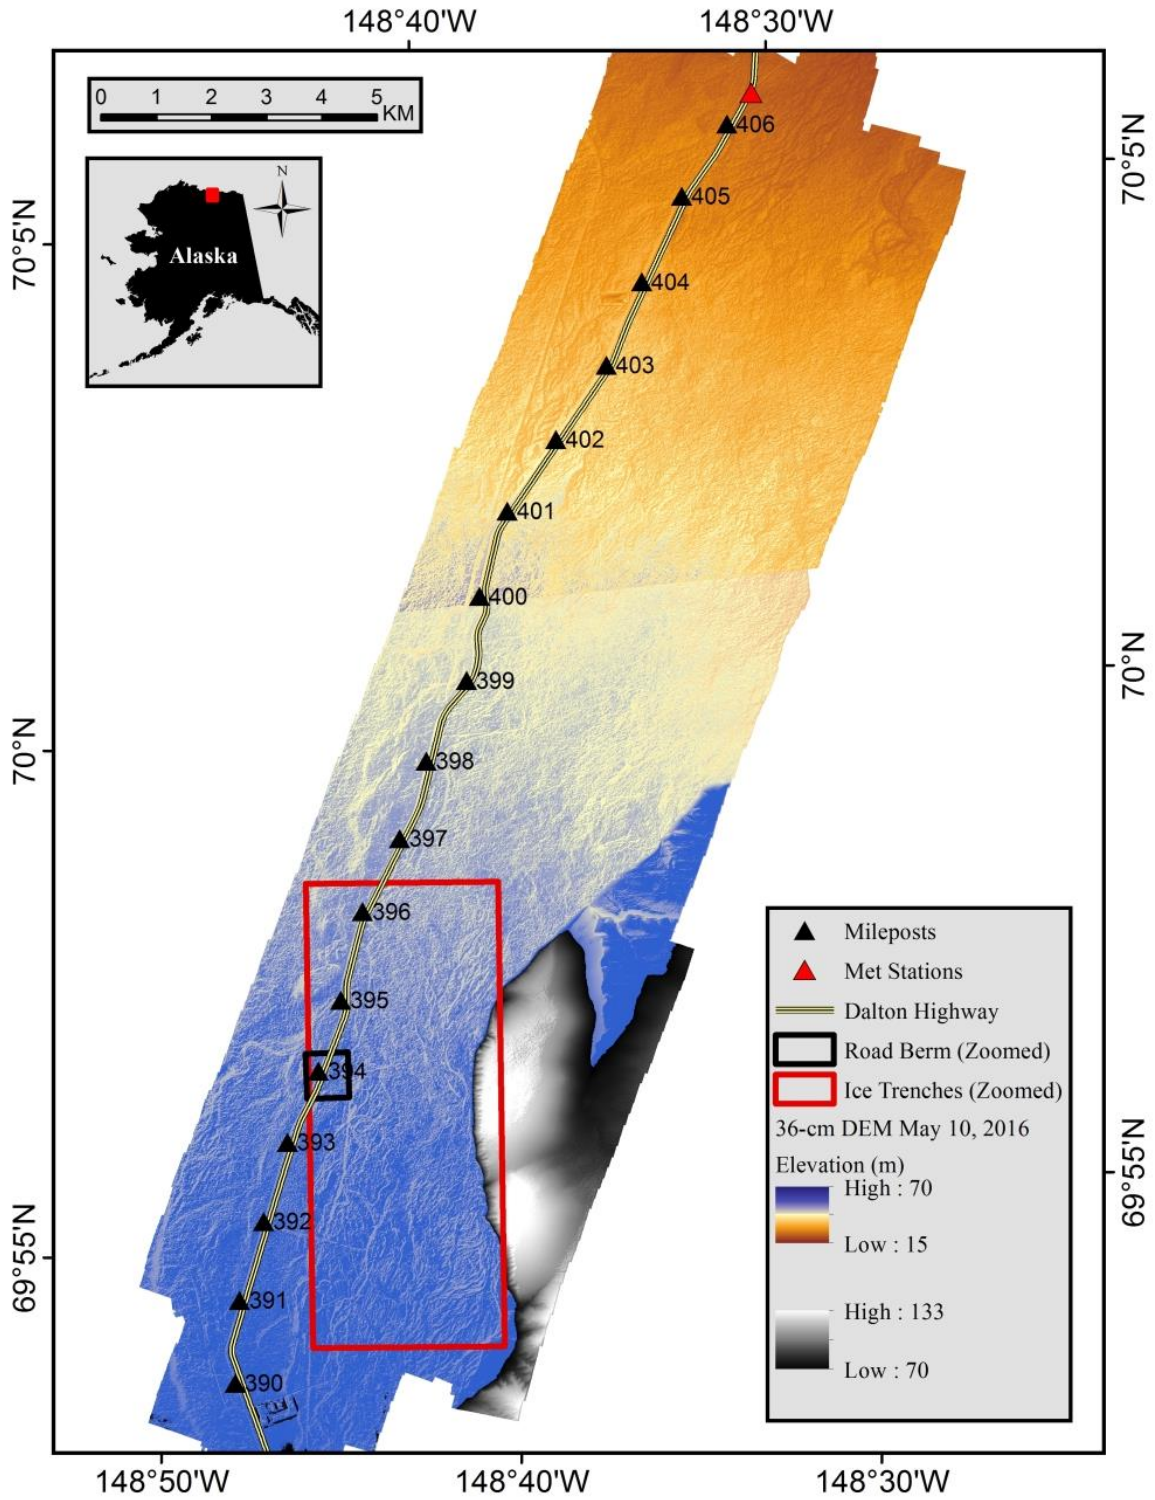 148°40'W 148°30'W
0 1 2 3 4 5
KM
N
Alaska
70°5'N
70°5'N
406
405
404
403
402
401
400
399
70°N
70°N
398
397
396
395
394
393
392
391
390
69°55'N
69°55'N
Mileposts
Met Stations
Dalton Highway
Road Berm (Zoomed)
Ice Trenches (Zoomed)
36-cm DEM May 10, 2016
Elevation (m)
High : 70
Low : 15
High : 133
Low : 70
148°50'W 148°40'W 148°30'W